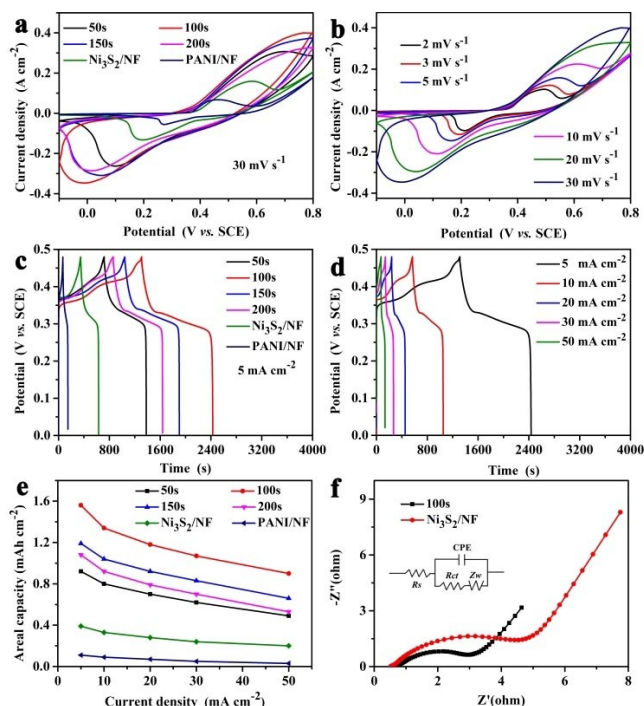 a
50s 100s
150s 200s
Ni₃S₂/NF PANI/NF
30 mV s⁻¹
Current density (A cm⁻²)
0.4
0.2
0.0
-0.2
-0.4
0.0 0.2 0.4 0.6 0.8
Potential (V vs. SCE)
b
2 mV s⁻¹
3 mV s⁻¹
5 mV s⁻¹
10 mV s⁻¹
20 mV s⁻¹
30 mV s⁻¹
Current density (A cm⁻²)
0.4
0.2
0.0
-0.2
-0.4
0.0 0.2 0.4 0.6 0.8
Potential (V vs. SCE)
c
50s
100s
150s
200s
Ni₃S₂/NF
PANI/NF
5 mA cm⁻²
Potential (V vs. SCE)
0.5
0.4
0.3
0.2
0.1
0.0
0 800 1600 2400 3200 4000
Time (s)
d
5 mA cm⁻²
10 mA cm⁻²
20 mA cm⁻²
30 mA cm⁻²
50 mA cm⁻²
Potential (V vs. SCE)
0.5
0.4
0.3
0.2
0.1
0.0
0 800 1600 2400 3200 4000
Time (s)
e
50s 100s
150s 200s
Ni₃S₂/NF PANI/NF
Areal capacity (mAh cm⁻²)
1.6
1.2
0.8
0.4
0.0
0 10 20 30 40 50
Current density (mA cm⁻²)
f
100s
Ni₃S₂/NF
CPE
Rs
Rct Zw
-Z"(ohm)
9
6
3
0
0 2 4 6 8
Z'(ohm)